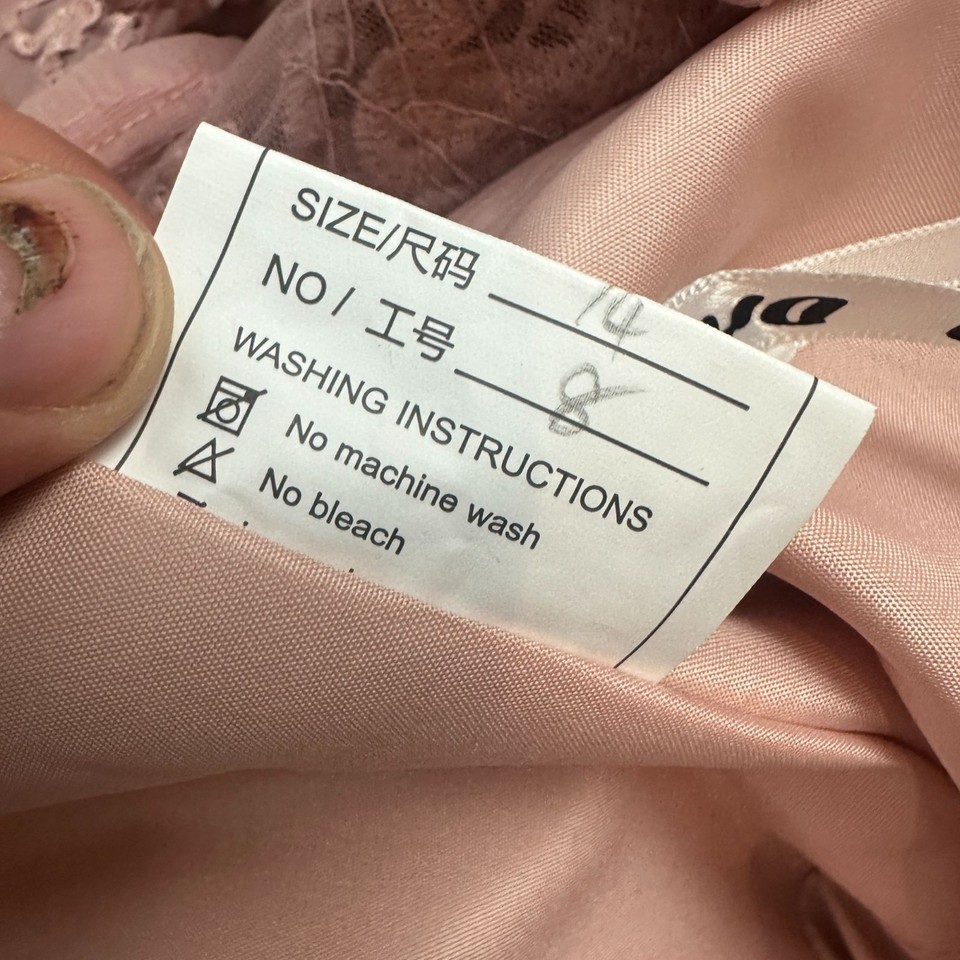 SIZE/尺码 14
NO / 工号 8
WASHING INSTRUCTIONS
No machine wash
No bleach